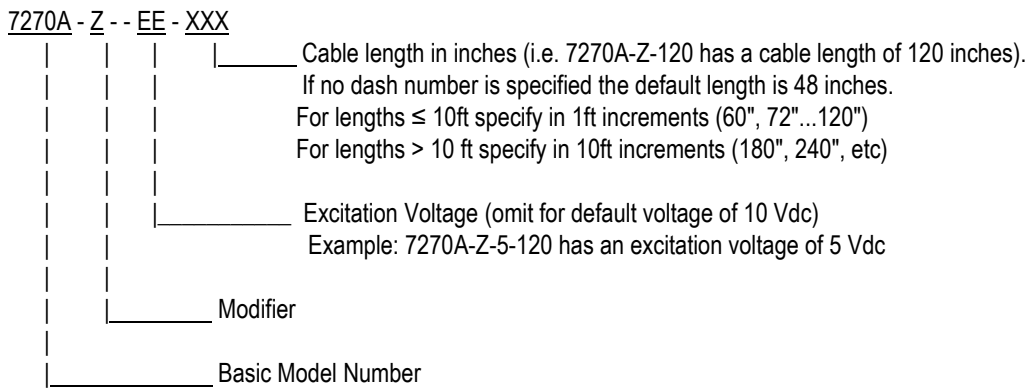 7270A - Z - - EE - XXX
Cable length in inches (i.e. 7270A-Z-120 has a cable length of 120 inches).
If no dash number is specified the default length is 48 inches.
For lengths ≤ 10ft specify in 1ft increments (60", 72"...120")
For lengths > 10 ft specify in 10ft increments (180", 240", etc)
Excitation Voltage (omit for default voltage of 10 Vdc)
Example: 7270A-Z-5-120 has an excitation voltage of 5 Vdc
Modifier
Basic Model Number